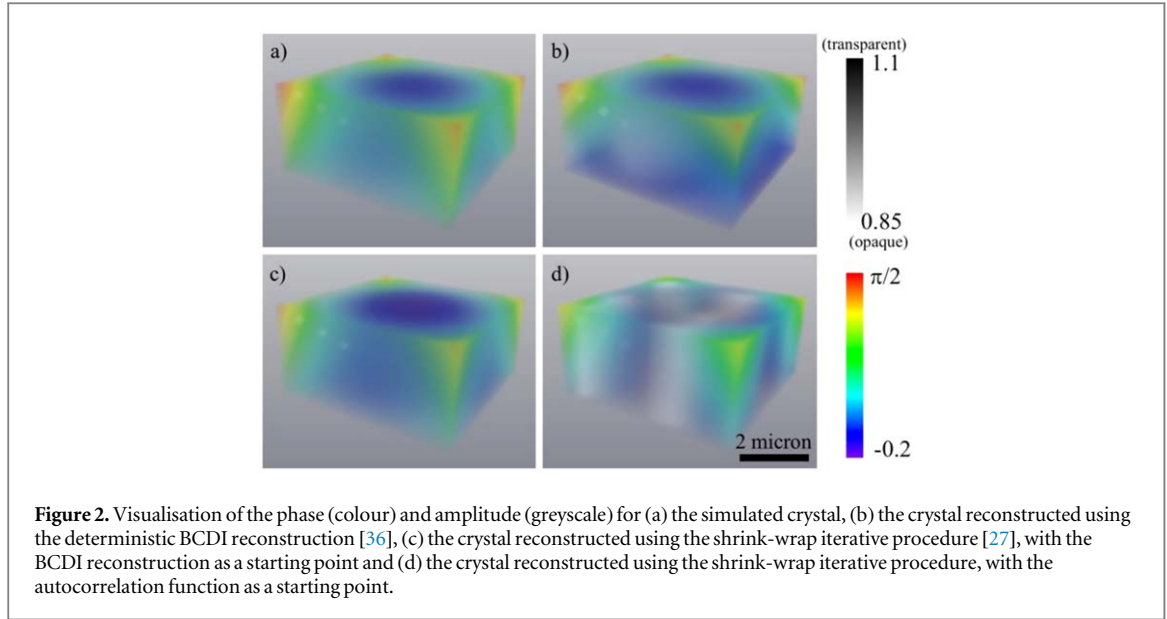 a)
b)
(transparent)
1.1
0.85
(opaque)
c)
d)
π/2
-0.2
2 micron
Figure 2. Visualisation of the phase (colour) and amplitude (greyscale) for (a) the simulated crystal, (b) the crystal reconstructed using
the deterministic BCDI reconstruction [36], (c) the crystal reconstructed using the shrink-wrap iterative procedure [27], with the
BCDI reconstruction as a starting point and (d) the crystal reconstructed using the shrink-wrap iterative procedure, with the
autocorrelation function as a starting point.